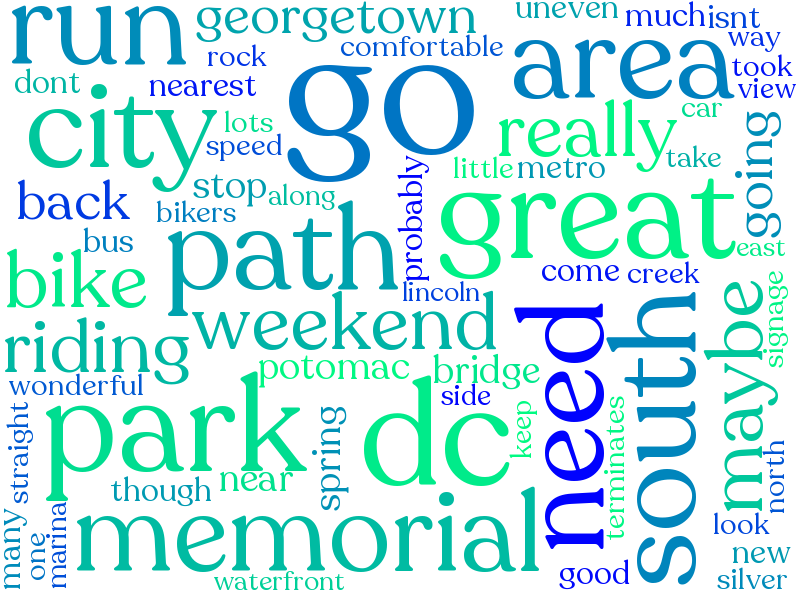 run
georgetown
uneven
muchisnt
rock
comfortable
area
way
took
view
dont
nearest
go
city
lots
speed
really
car
take
back
stop
along
bikers
probably
little
metro
going
great
bus
path
east
bike
lincoln
come
creek
weekend
need
south
maybe
signage
riding
potomac
bridge
wonderful
park
side
dc
keep
straight
spring
near
though
terminates
north
many
one
marina
memorial
look
new
good
silver
waterfront